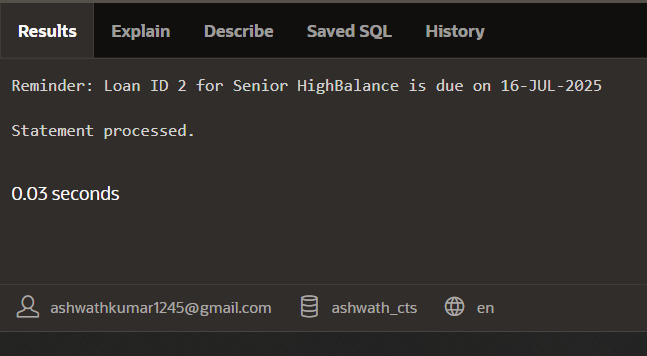 Results Explain Describe Saved SQL History
Reminder: Loan ID 2 for Senior HighBalance is due on 16-JUL-2025
Statement processed.
0.03 seconds
ashwathkumar1245@gmail.com ashwath_cts en